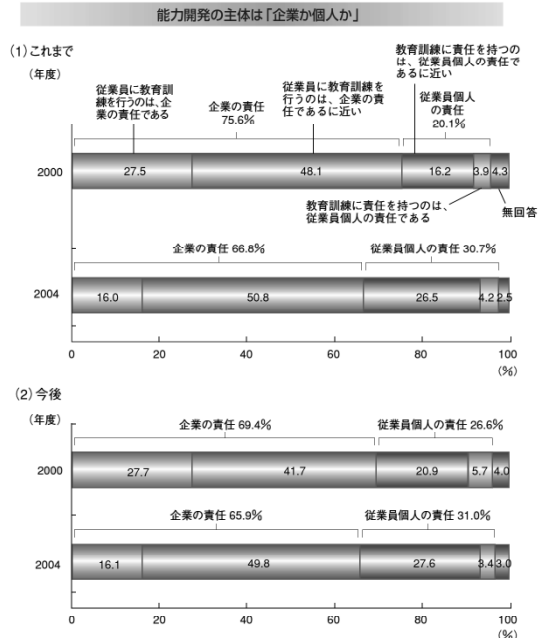 能力開発の主体は「企業か個人か」
(1)これまで
(年度)
従業員に教育訓練を行うのは、企業の責任である
企業の責任
75.6%
従業員に教育訓練を行うのは、企業の責任であるに近い
教育訓練に責任を持つのは、従業員個人の責任であるに近い
従業員個人の責任
20.1%
2000
27.5
48.1
16.2
3.9
4.3
教育訓練に責任を持つのは、従業員個人の責任である
無回答
企業の責任 66.8%
従業員個人の責任 30.7%
2004
16.0
50.8
26.5
4.2
2.5
0
20
40
60
80
100
(%)
(2)今後
(年度)
企業の責任 69.4%
従業員個人の責任 26.6%
2000
27.7
41.7
20.9
5.7
4.0
企業の責任 65.9%
従業員個人の責任 31.0%
2004
16.1
49.8
27.6
3.4
3.0
0
20
40
60
80
100
(%)